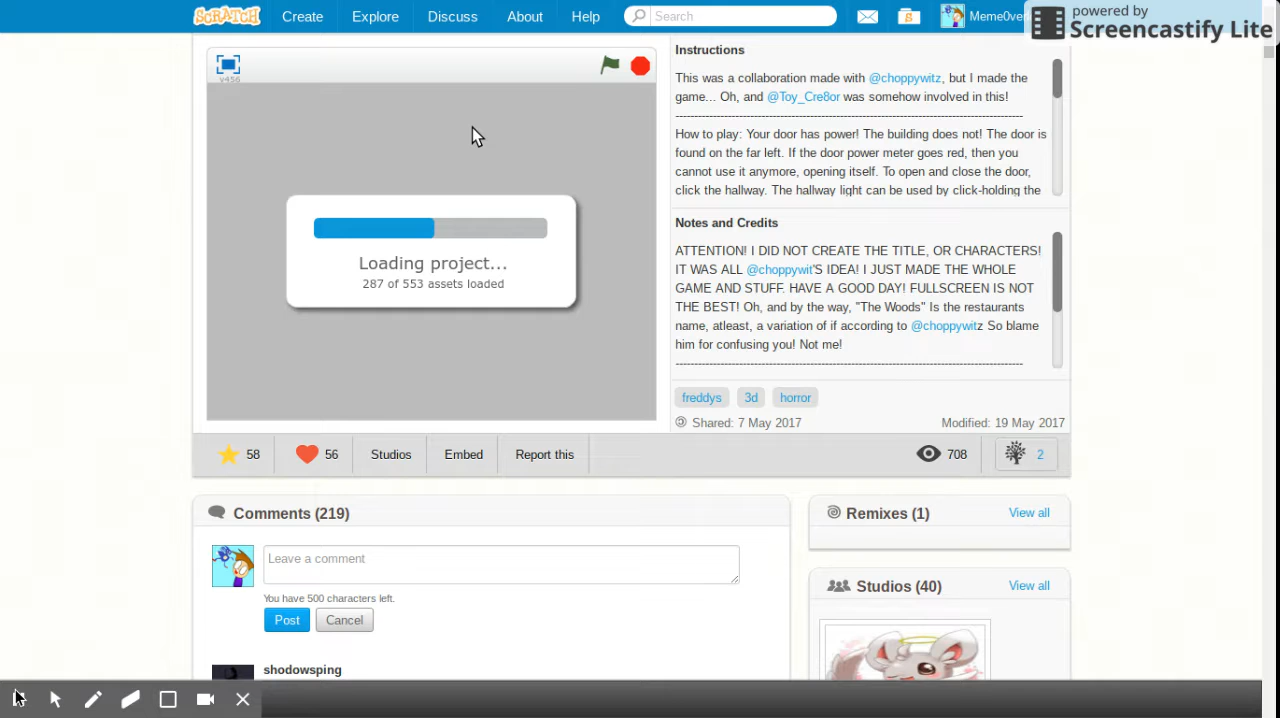 SCRATCH Create Explore Discuss About Help Search Meme0ver
powered by
Screencastify Lite
v456
Instructions
This was a collaboration made with @choppywitz, but I made the
game... Oh, and @Toy_Cre8or was somehow involved in this!
----------------------------------------------------------------------------------------
How to play: Your door has power! The building does not! The door is
found on the far left. If the door power meter goes red, then you
cannot use it anymore, opening itself. To open and close the door,
click the hallway. The hallway light can be used by click-holding the
Loading project...
287 of 553 assets loaded
Notes and Credits
ATTENTION! I DID NOT CREATE THE TITLE, OR CHARACTERS!
IT WAS ALL @choppywit'S IDEA! I JUST MADE THE WHOLE
GAME AND STUFF. HAVE A GOOD DAY! FULLSCREEN IS NOT
THE BEST! Oh, and by the way, "The Woods" Is the restaurants
name, atleast, a variation of if according to @choppywitz So blame
him for confusing you! Not me!
----------------------------------------------------------------------------------------
freddys 3d horror
Shared: 7 May 2017 Modified: 19 May 2017
58 56 Studios Embed Report this 708 2
Comments (219)
Leave a comment
You have 500 characters left.
Post Cancel
shodowsping
Remixes (1) View all
Studios (40) View all